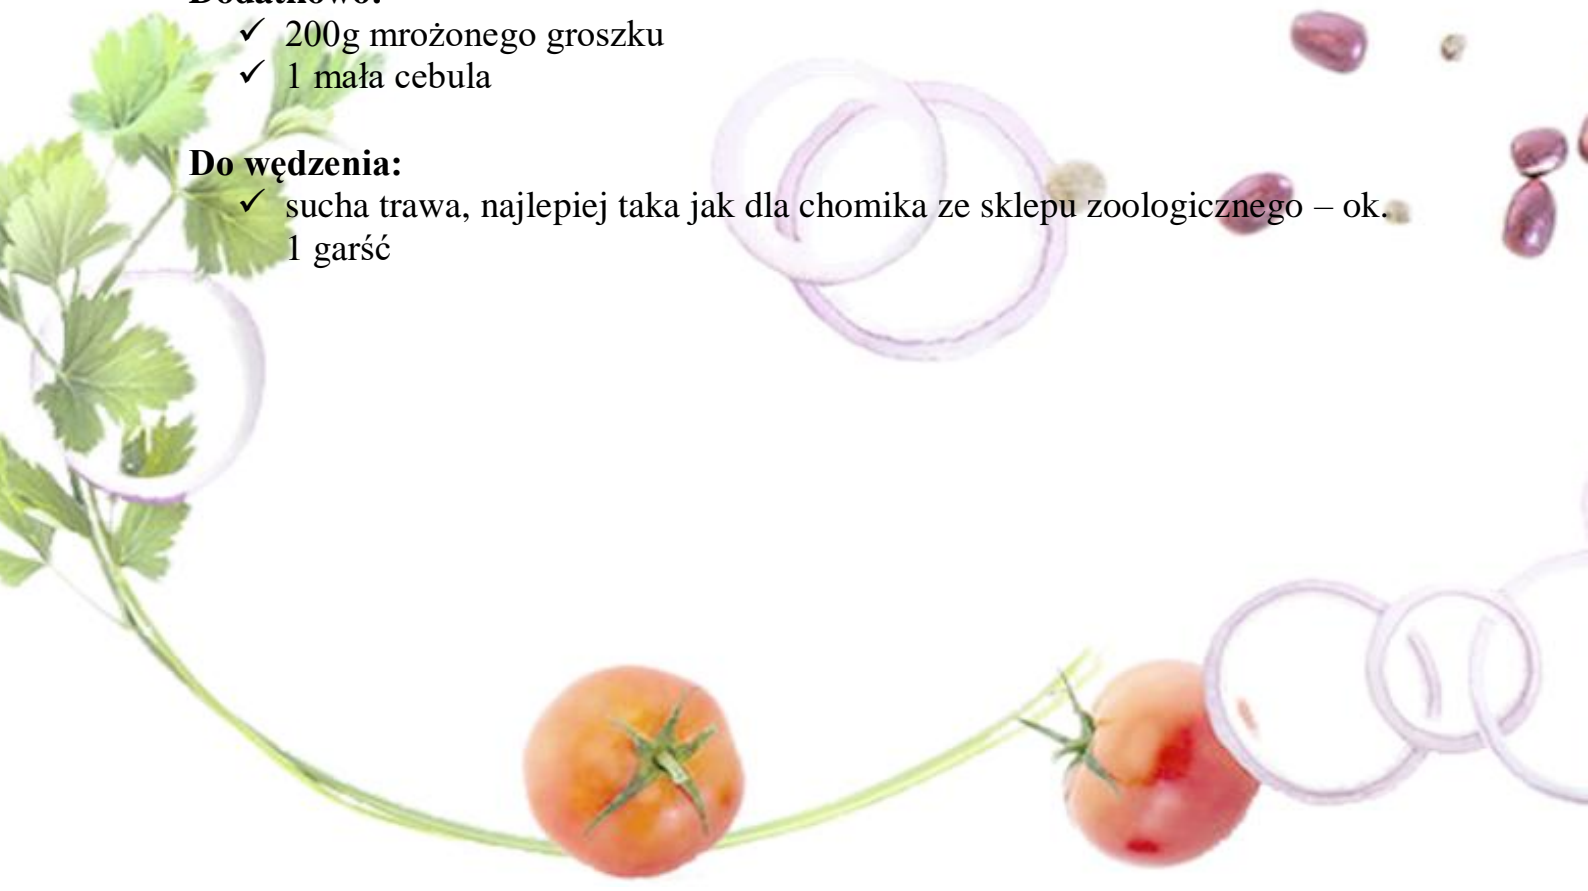 Dodatkowo:
✓ 200g mrożonego groszku
✓ 1 mała cebula
Do wędzenia:
✓ sucha trawa, najlepiej taka jak dla chomika ze sklepu zoologicznego – ok.
1 garść